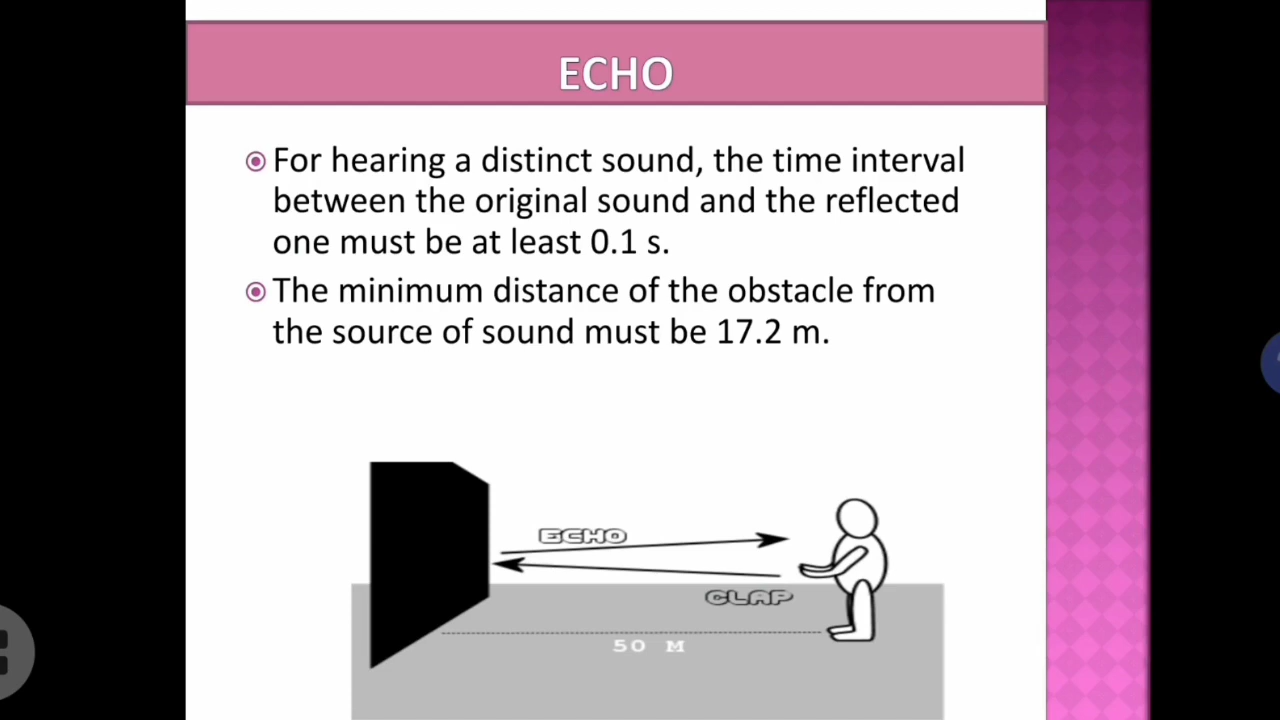 ECHO
For hearing a distinct sound, the time interval
between the original sound and the reflected
one must be at least 0.1 s.
The minimum distance of the obstacle from
the source of sound must be 17.2 m.
ECHO
CLAP
50 M